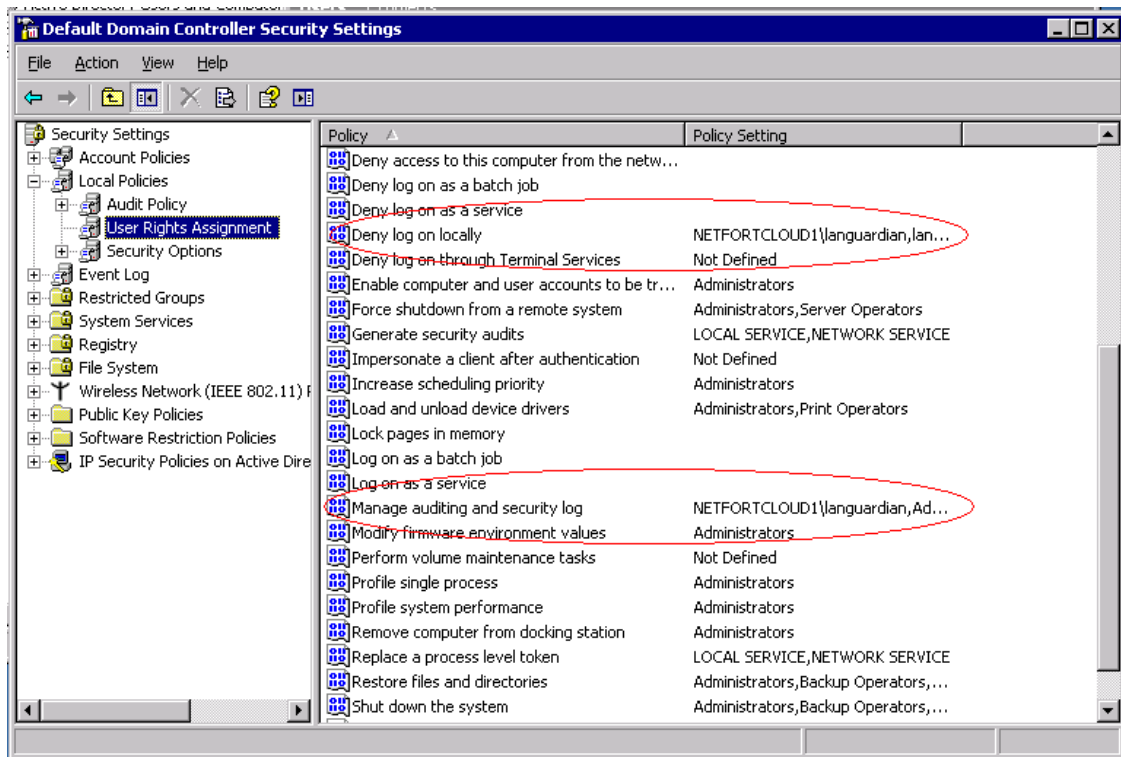 Default Domain Controller Security Settings
File Action View Help
Security Settings
Account Policies
Local Policies
Audit Policy
User Rights Assignment
Security Options
Event Log
Restricted Groups
System Services
Registry
File System
Wireless Network (IEEE 802.11)
Public Key Policies
Software Restriction Policies
IP Security Policies on Active Dire
Policy Policy Setting
Deny access to this computer from the netw...
Deny log on as a batch job
Deny log on as a service
Deny log on locally NETFORTCLOUD1\languardian,lan...
Deny log on through Terminal Services Not Defined
Enable computer and user accounts to be tr... Administrators
Force shutdown from a remote system Administrators,Server Operators
Generate security audits LOCAL SERVICE,NETWORK SERVICE
Impersonate a client after authentication Not Defined
Increase scheduling priority Administrators
Load and unload device drivers Administrators,Print Operators
Lock pages in memory
Log on as a batch job
Log on as a service
Manage auditing and security log NETFORTCLOUD1\languardian,Ad...
Modify firmware environment values Administrators
Perform volume maintenance tasks Not Defined
Profile single process Administrators
Profile system performance Administrators
Remove computer from docking station Administrators
Replace a process level token LOCAL SERVICE,NETWORK SERVICE
Restore files and directories Administrators,Backup Operators,...
Shut down the system Administrators,Backup Operators,...